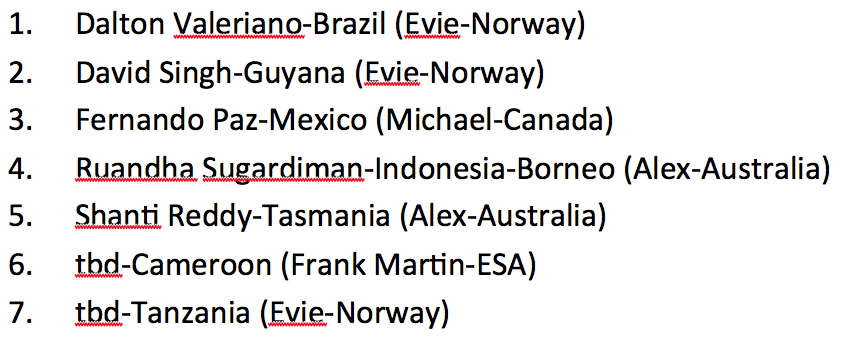 1. Dalton Valeriano-Brazil (Evie-Norway)
2. David Singh-Guyana (Evie-Norway)
3. Fernando Paz-Mexico (Michael-Canada)
4. Ruandha Sugardiman-Indonesia-Borneo (Alex-Australia)
5. Shanti Reddy-Tasmania (Alex-Australia)
6. tbd-Cameroon (Frank Martin-ESA)
7. tbd-Tanzania (Evie-Norway)